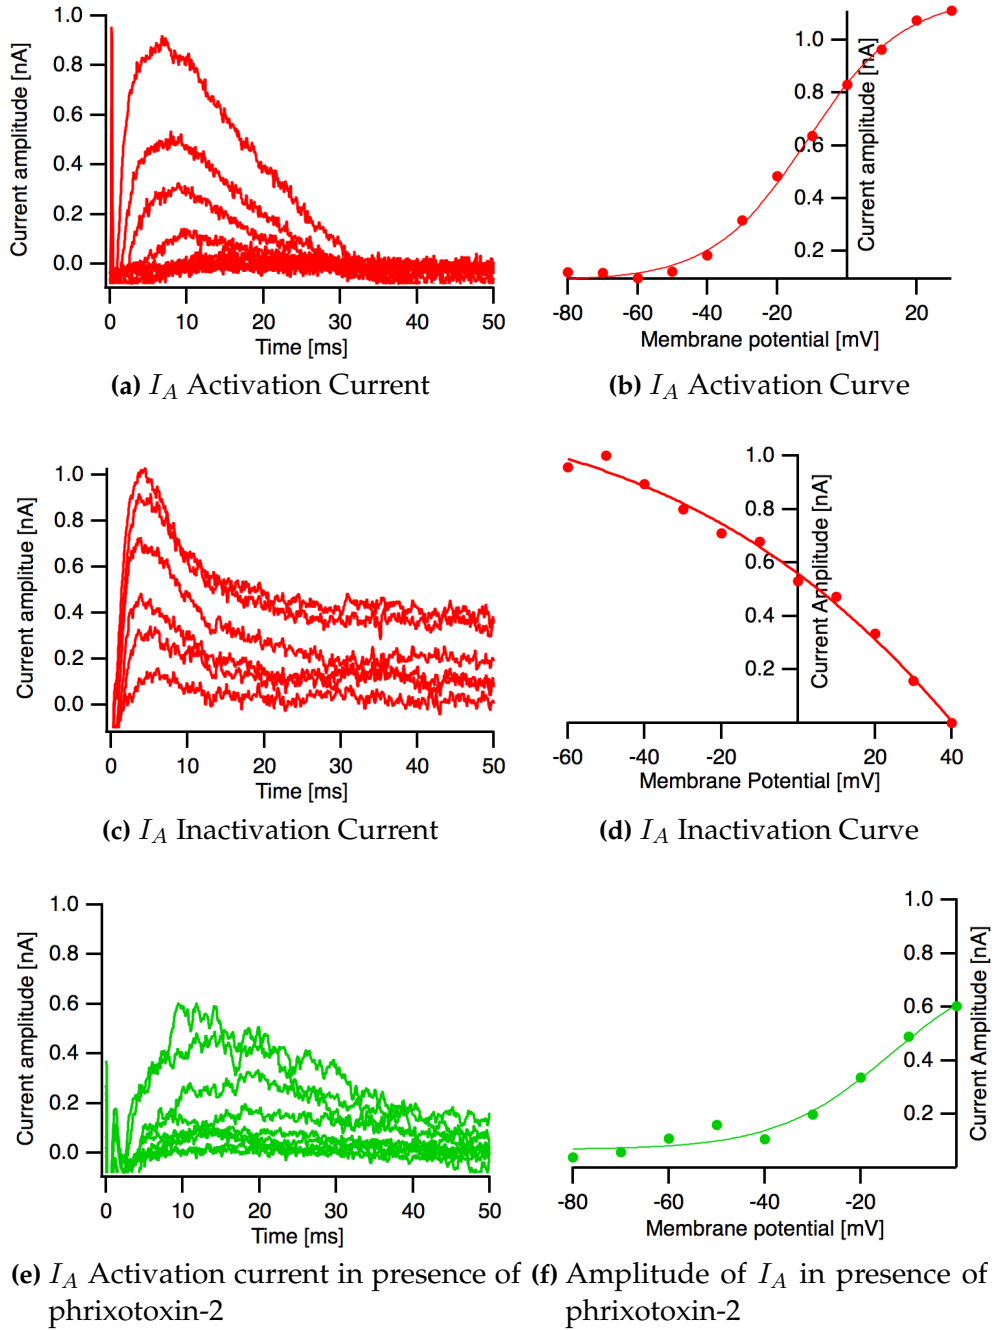 1.0
0.8
0.6
0.4
0.2
0.0
Current amplitude [nA]
0 10 20 30 40 50
Time [ms]
(a) I_A Activation Current
1.0
0.8
0.6
0.4
0.2
Current amplitude [nA]
-80 -60 -40 -20 20
Membrane potential [mV]
(b) I_A Activation Curve
1.0
0.8
0.6
0.4
0.2
0.0
Current amplitue [nA]
0 10 20 30 40 50
Time [ms]
(c) I_A Inactivation Current
1.0
0.8
0.6
0.4
0.2
Current Amplitude [nA]
-60 -40 -20 0 20 40
Membrane Potential [mV]
(d) I_A Inactivation Curve
1.0
0.8
0.6
0.4
0.2
0.0
Current amplitude [nA]
0 10 20 30 40 50
Time [ms]
(e) I_A Activation current in presence of
phrixotoxin-2
1.0
0.8
0.6
0.4
0.2
Current Amplitude [nA]
-80 -60 -40 -20
Membrane potential [mV]
(f) Amplitude of I_A in presence of
phrixotoxin-2